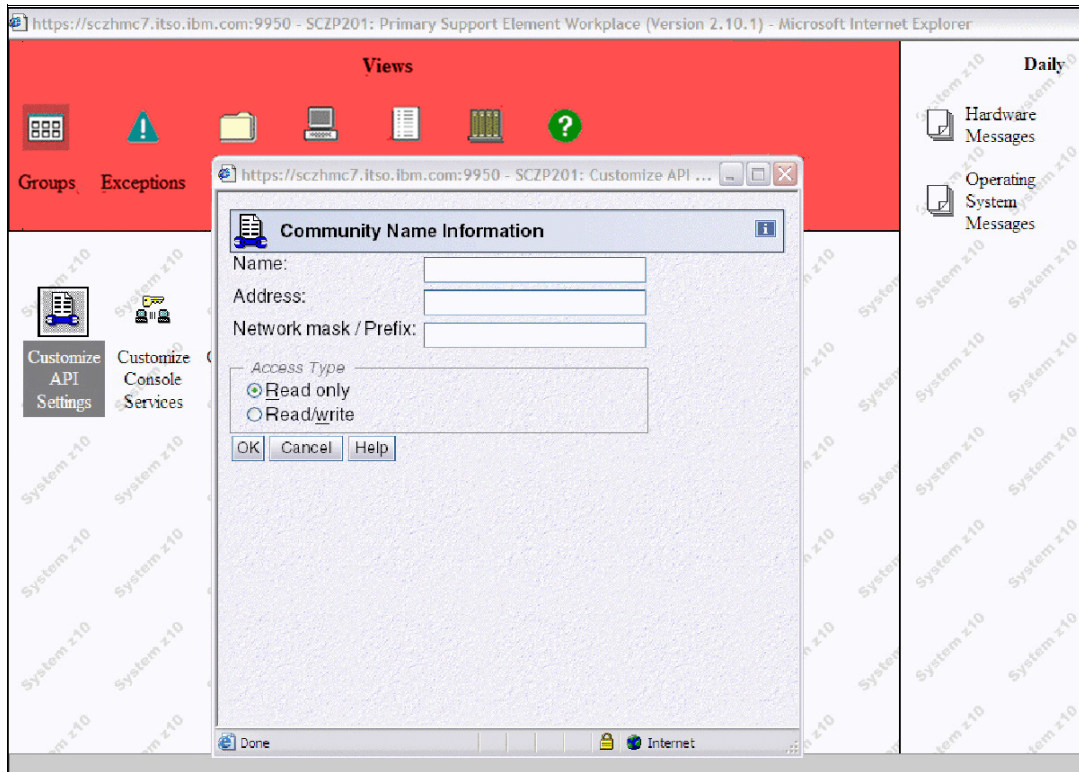 https://sczhmc7.itso.ibm.com:9950 - SCZP201: Primary Support Element Workplace (Version 2.10.1) - Microsoft Internet Explorer
Views
Daily
Groups
Exceptions
Hardware
Messages
Operating
System
Messages
https://sczhmc7.itso.ibm.com:9950 - SCZP201: Customize API ...
Community Name Information
Name:
Address:
Network mask / Prefix:
Access Type
Read only
Read/write
OK Cancel Help
Customize
API
Settings
Customize
Console
Services
System z10
Done
Internet